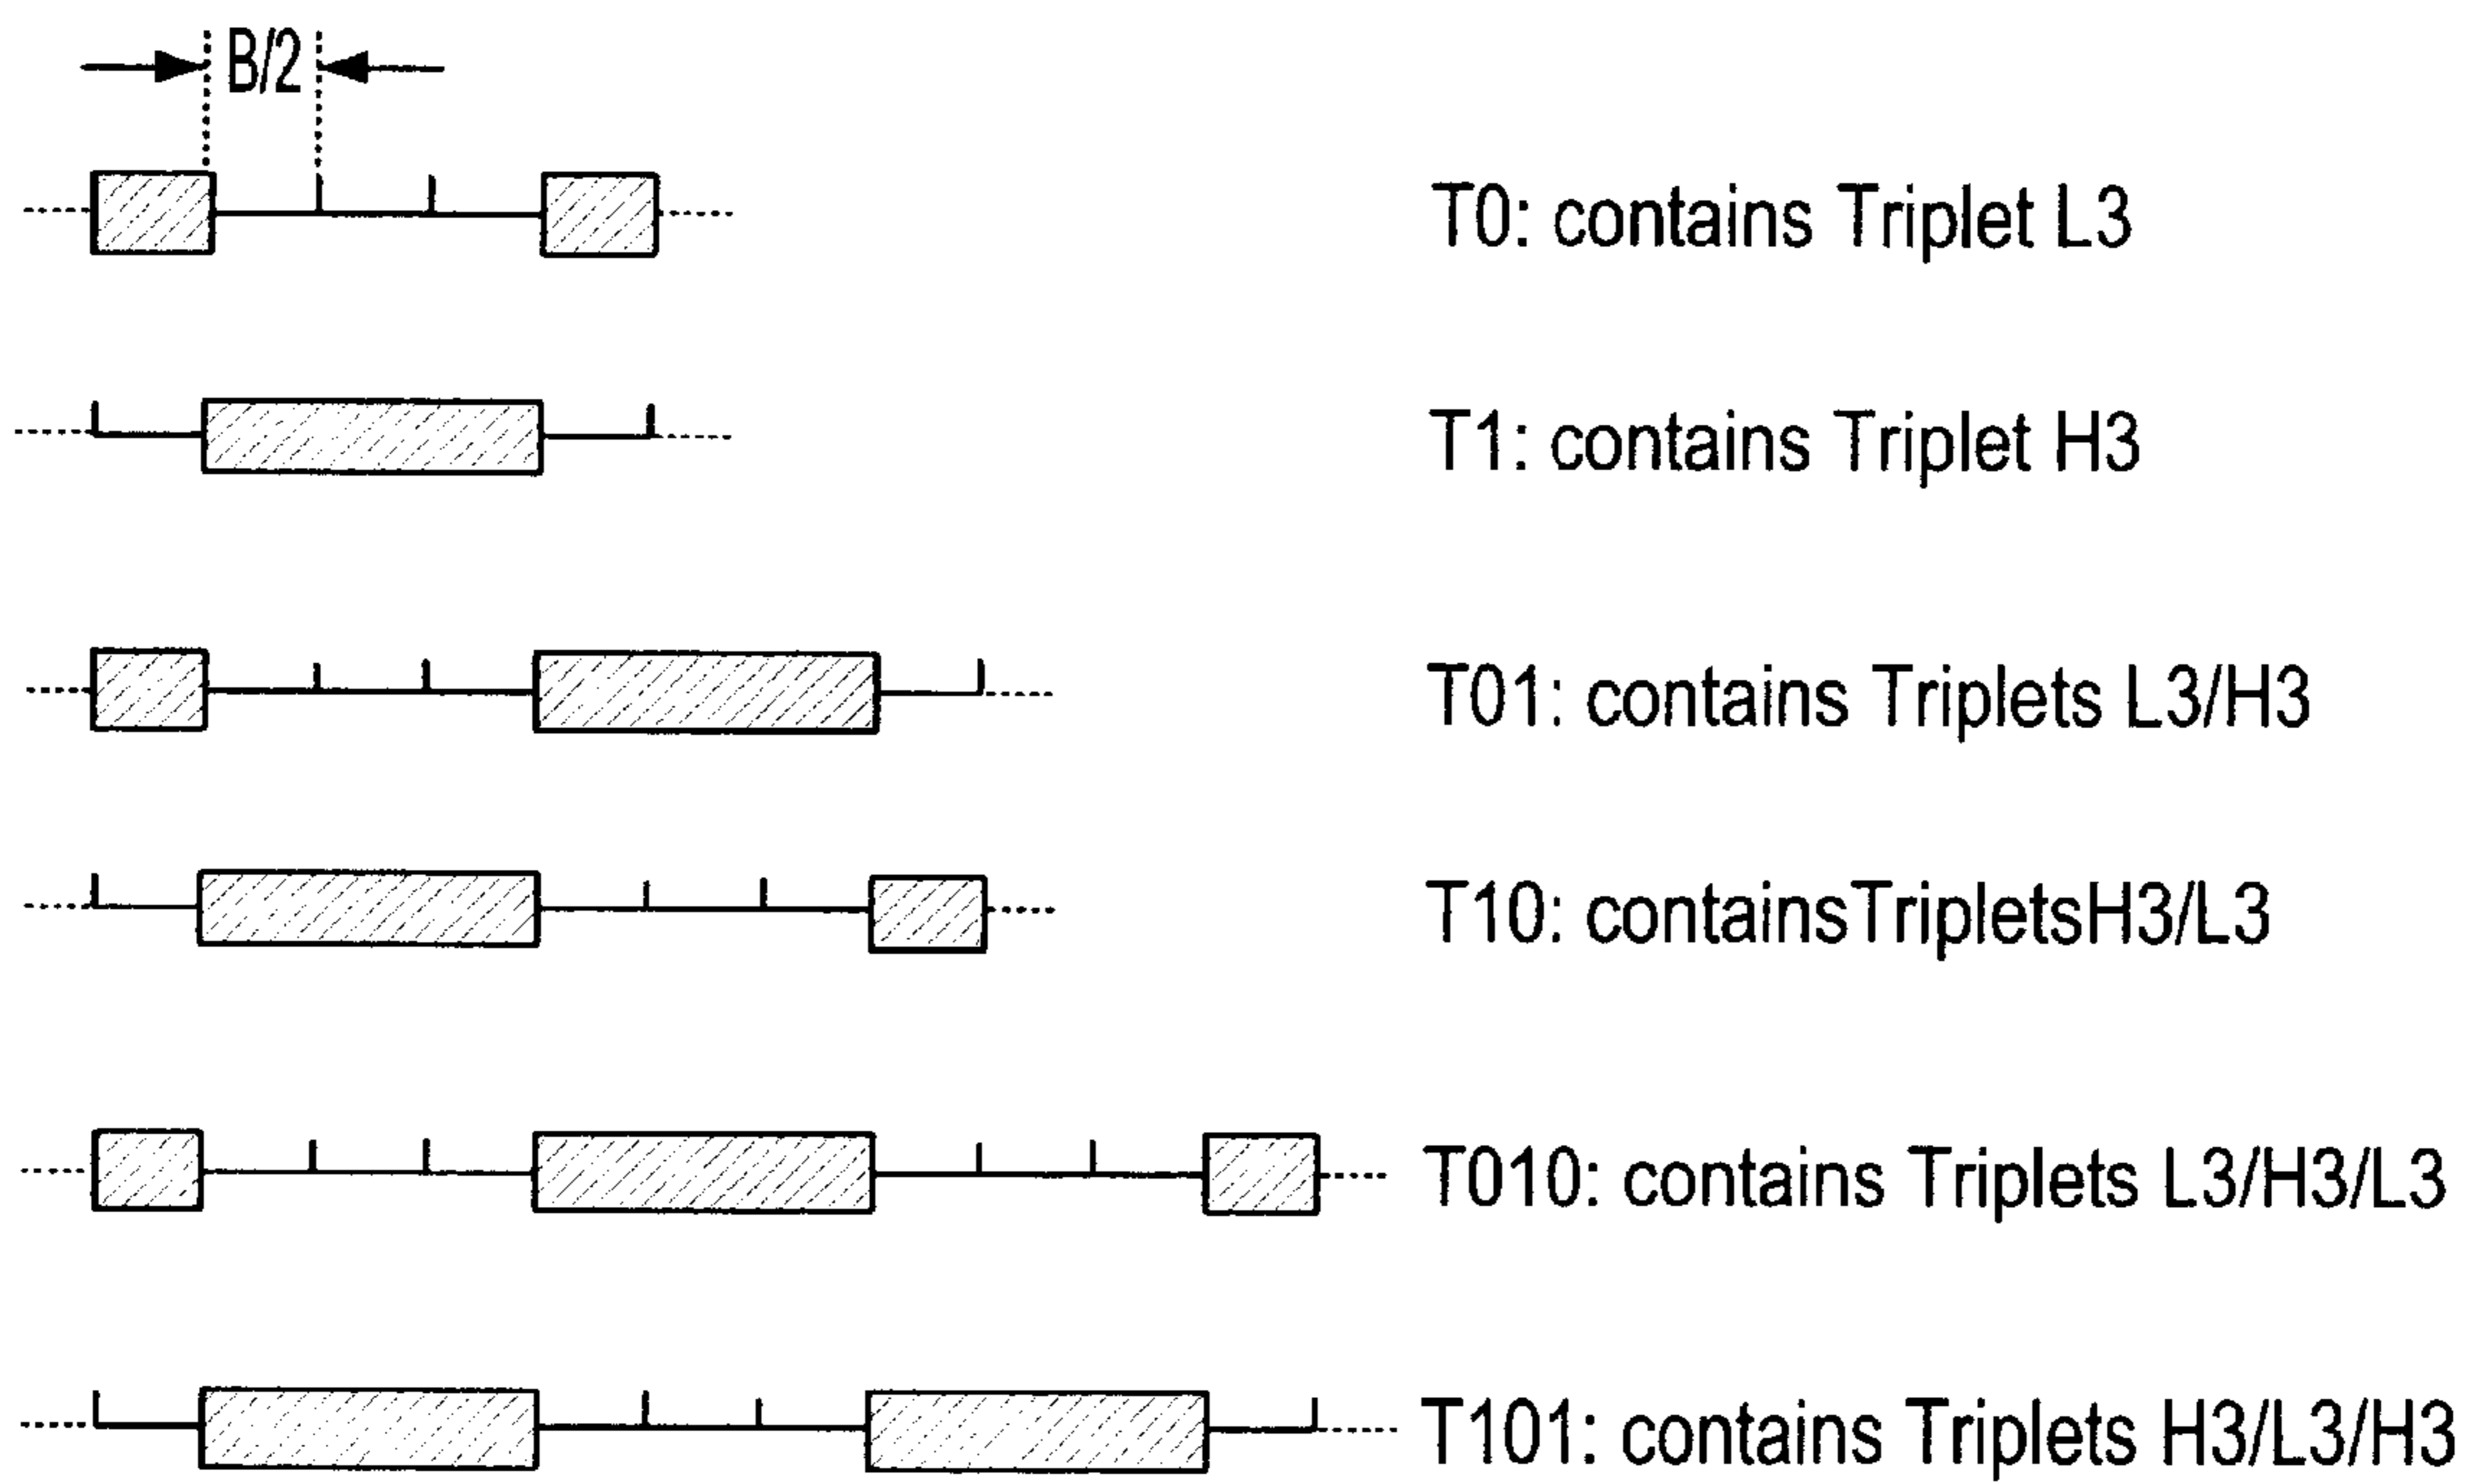 B/2
T0: contains Triplet L3
T1: contains Triplet H3
T01: contains Triplets L3/H3
T10: containsTripletsH3/L3
T010: contains Triplets L3/H3/L3
T101: contains Triplets H3/L3/H3